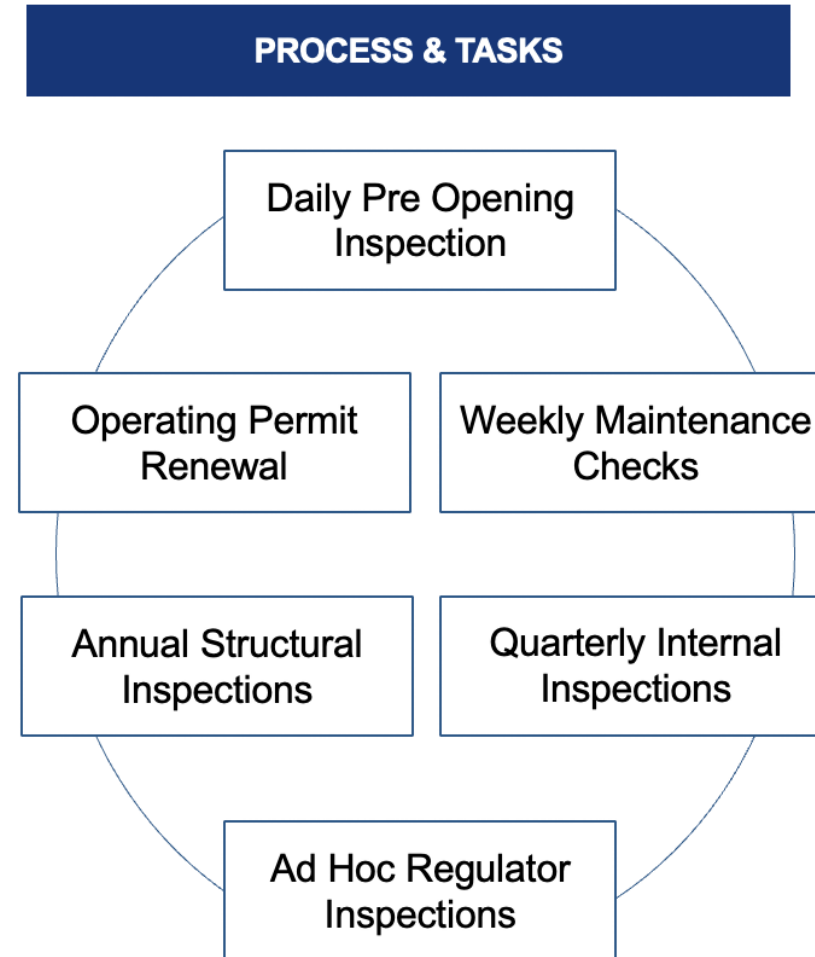 PROCESS & TASKS
Daily Pre Opening
Inspection
Operating Permit
Renewal
Weekly Maintenance
Checks
Annual Structural
Inspections
Quarterly Internal
Inspections
Ad Hoc Regulator
Inspections